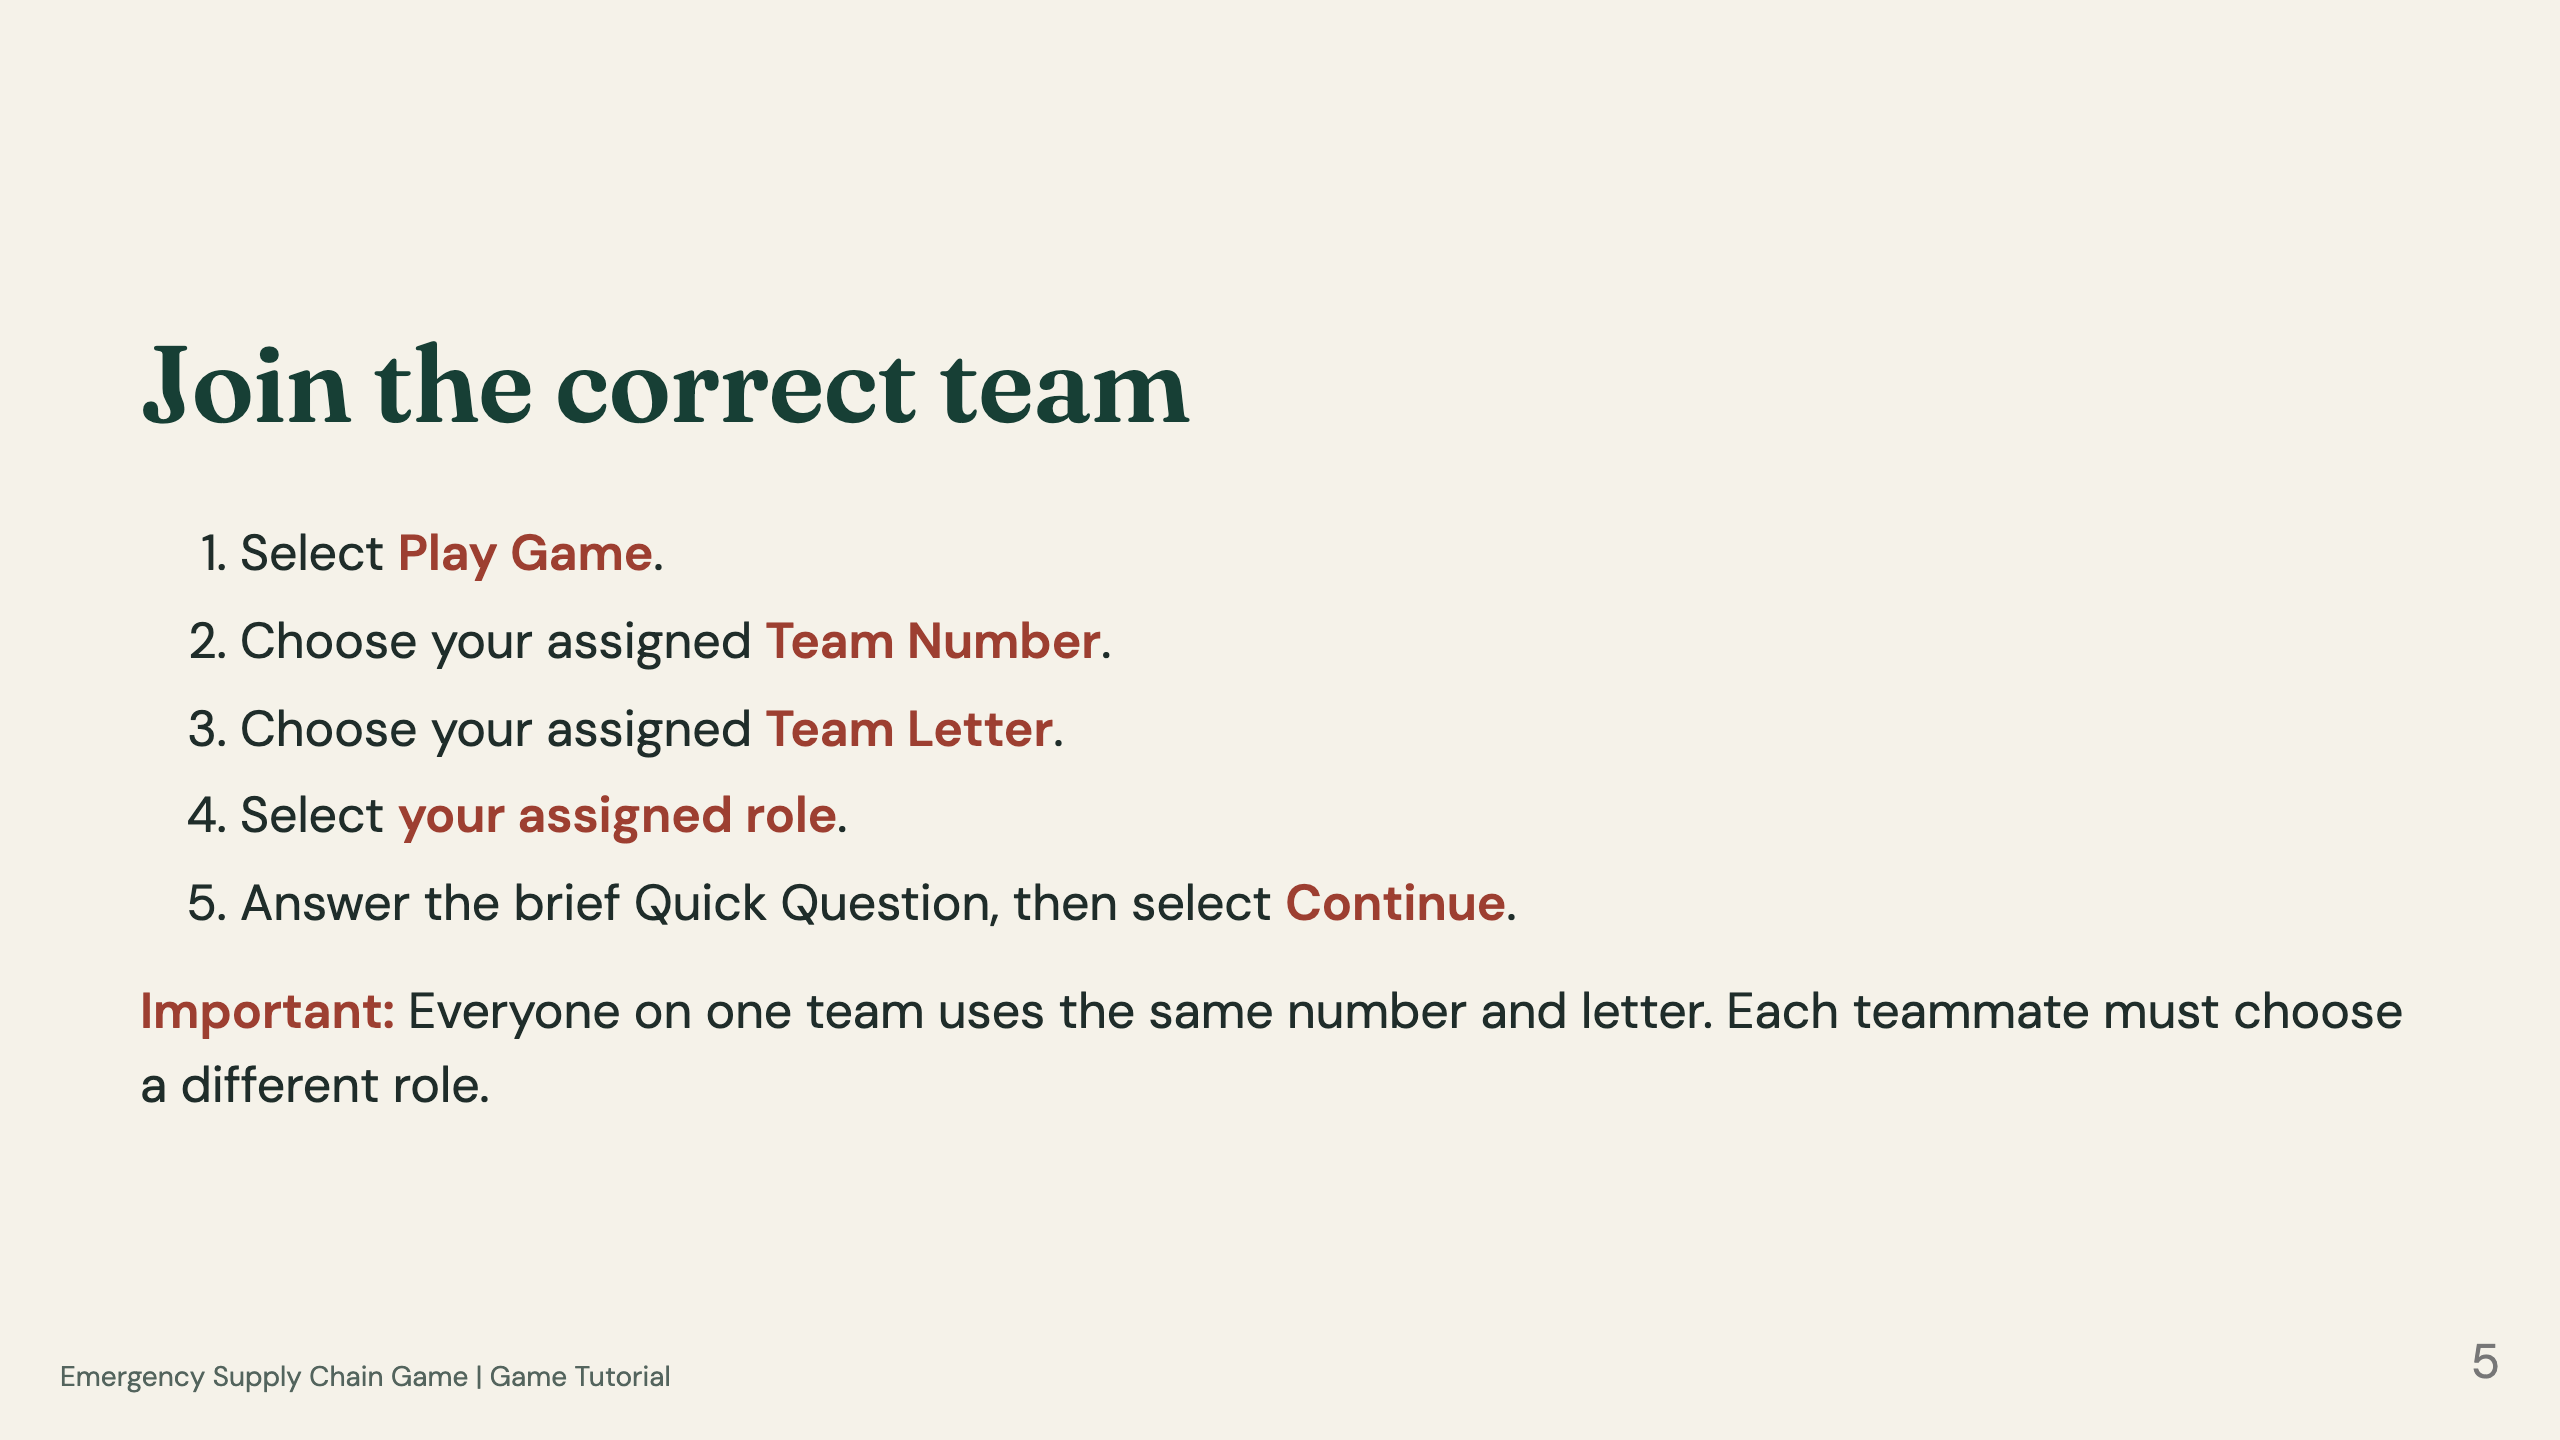 Join the correct team
1. Select Play Game.
2. Choose your assigned Team Number.
3. Choose your assigned Team Letter.
4. Select your assigned role.
5. Answer the brief Quick Question, then select Continue.
Important: Everyone on one team uses the same number and letter. Each teammate must choose
a different role.
Emergency Supply Chain Game | Game Tutorial
5